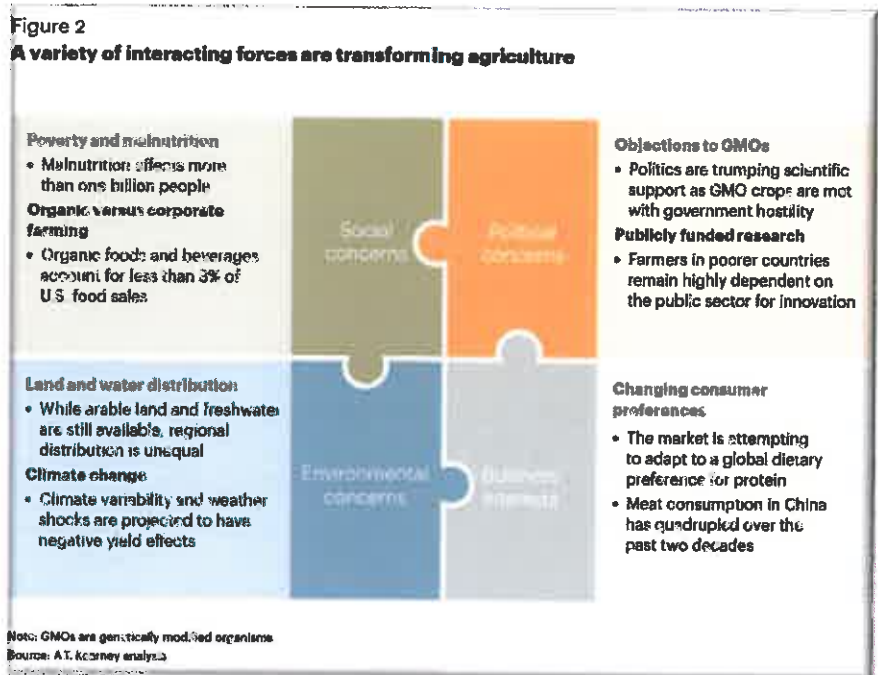 Figure 2
A variety of interacting forces are transforming agriculture
Poverty and malnutrition
• Malnutrition affects more
than one billion people
Organic versus corporate
farming
• Organic foods and beverages
account for less than 3% of
U.S. food sales
Social
concerns
Political
concerns
Objections to GMOs
• Politics are trumping scientific
support as GMO crops are met
with government hostility
Publicly funded research
• Farmers in poorer countries
remain highly dependent on
the public sector for innovation
Land and water distribution
• While arable land and freshwater
are still available, regional
distribution is unequal
Climate change
• Climate variability and weather
shocks are projected to have
negative yield effects
Environmental
concerns
Business
interests
Changing consumer
preferences
• The market is attempting
to adapt to a global dietary
preference for protein
• Meat consumption in China
has quadrupled over the
past two decades
Note: GMOs are genetically modified organisms
Source: A.T. Kearney analysis